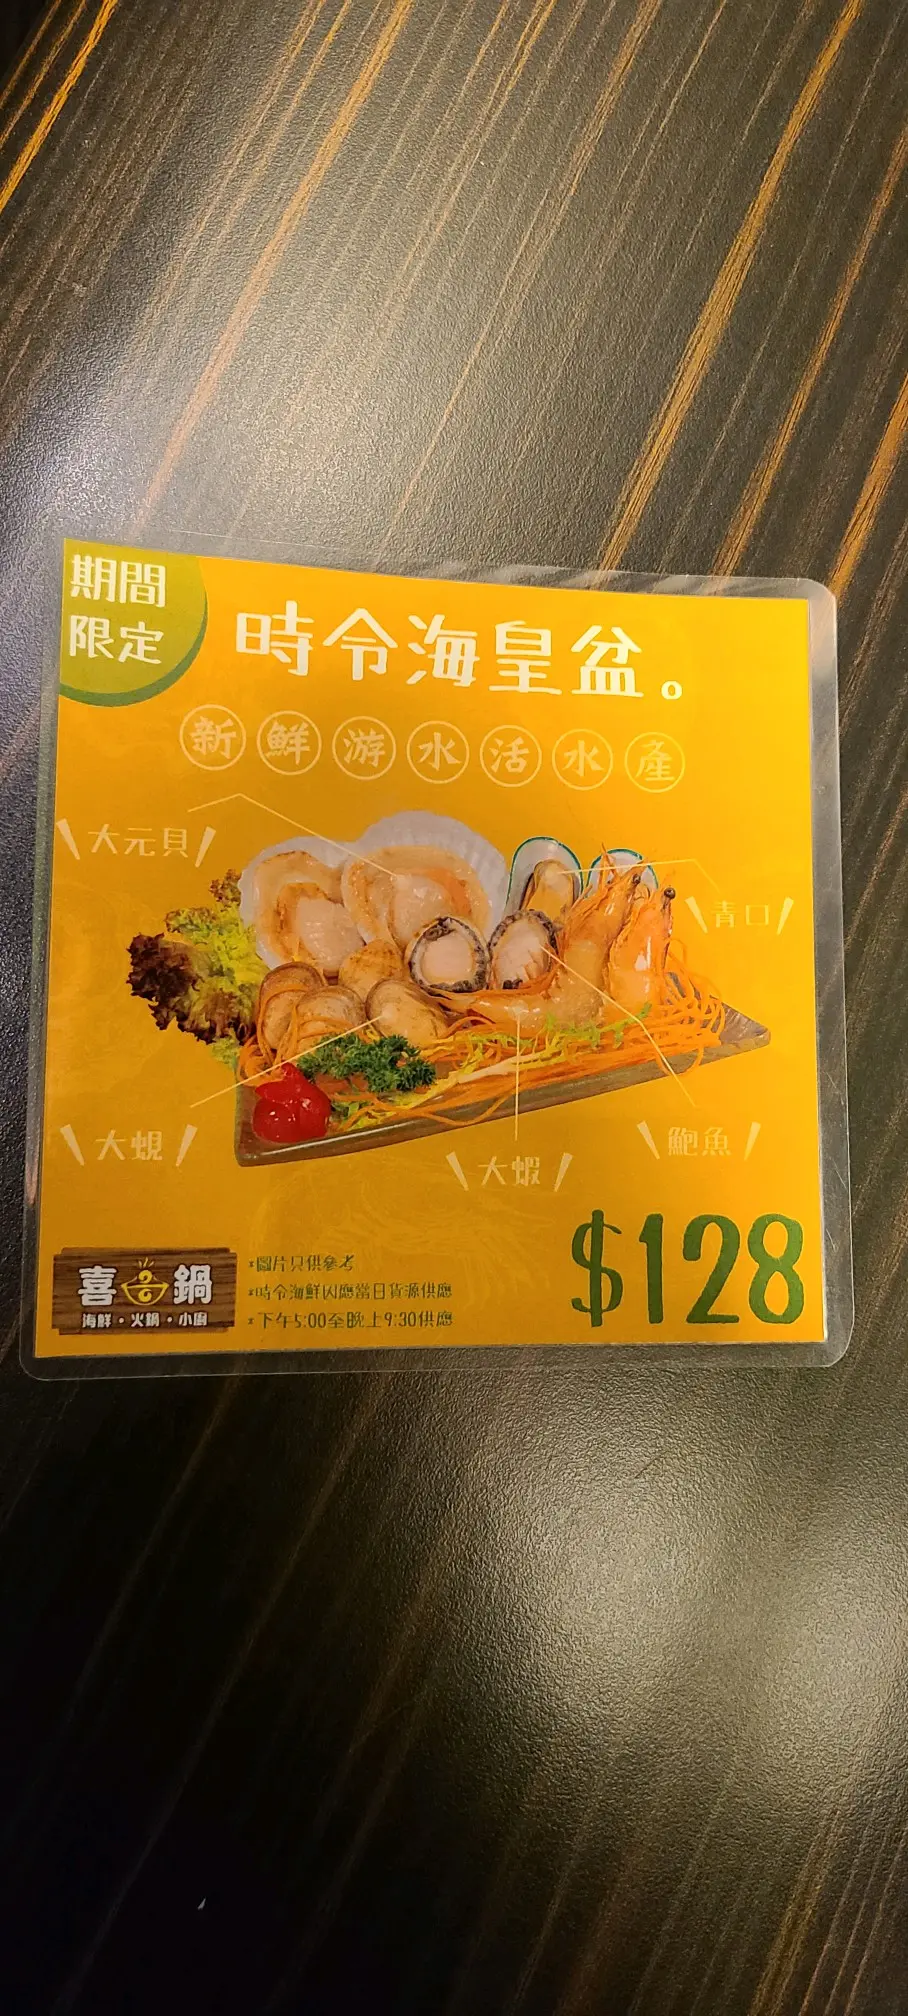 期間
限定
時令海皇盆。
新鮮游水活水產
大元貝
青口
大蜆
大蝦
鮑魚
$128
喜鍋
海鮮・火鍋・小廚
*圖片只供參考
*時令海鮮因應當日貨源供應
*下午5:00至晚上9:30供應